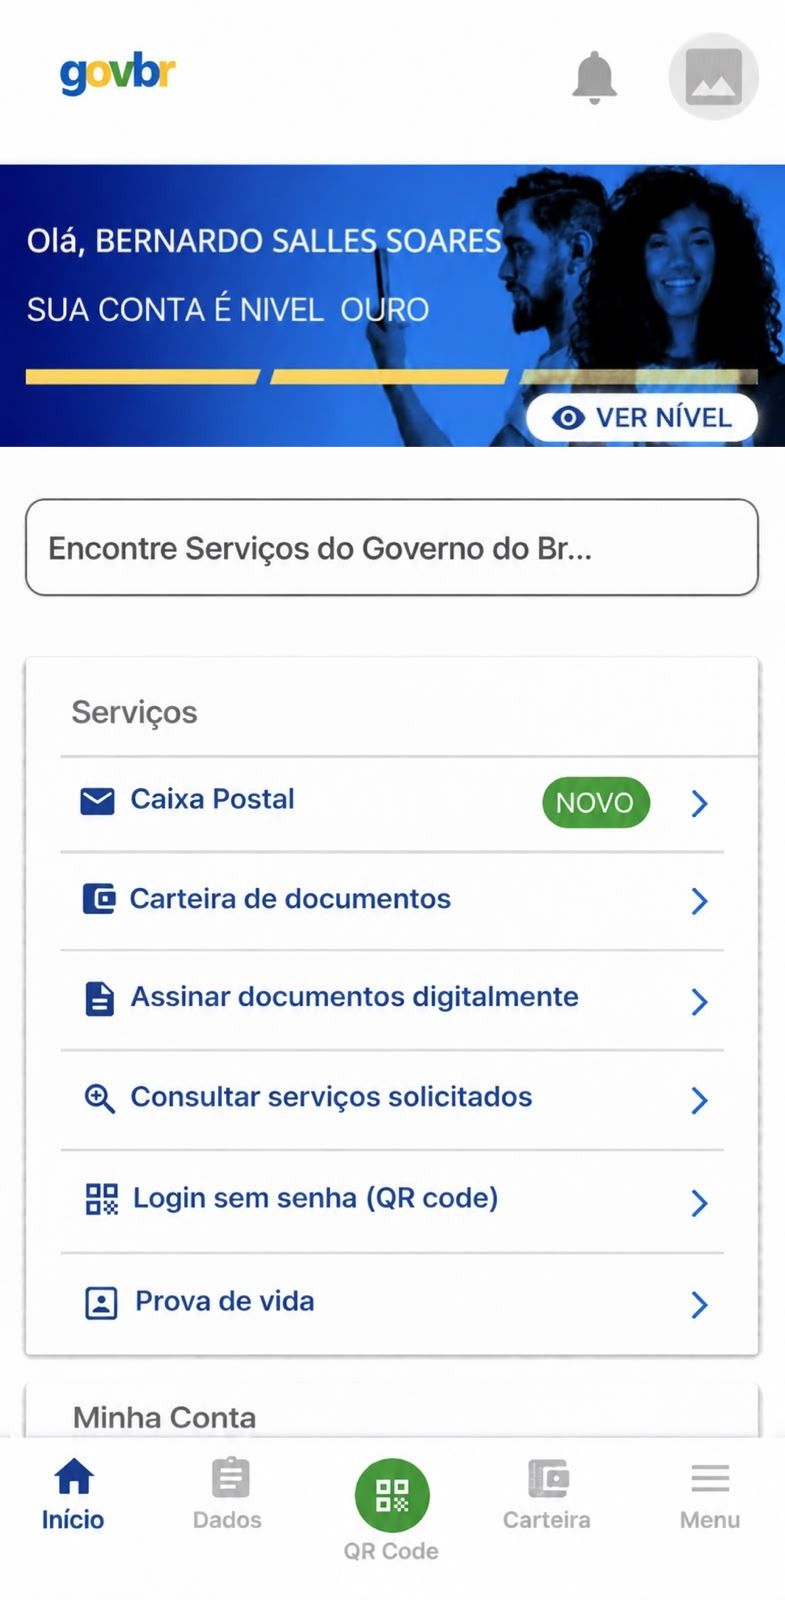 govbr
Olá, BERNARDO SALLES SOARES
SUA CONTA É NIVEL OURO
VER NÍVEL
Encontre Serviços do Governo do Br...
Serviços
Caixa Postal NOVO
Carteira de documentos
Assinar documentos digitalmente
Consultar serviços solicitados
Login sem senha (QR code)
Prova de vida
Minha Conta
Início Dados QR Code Carteira Menu